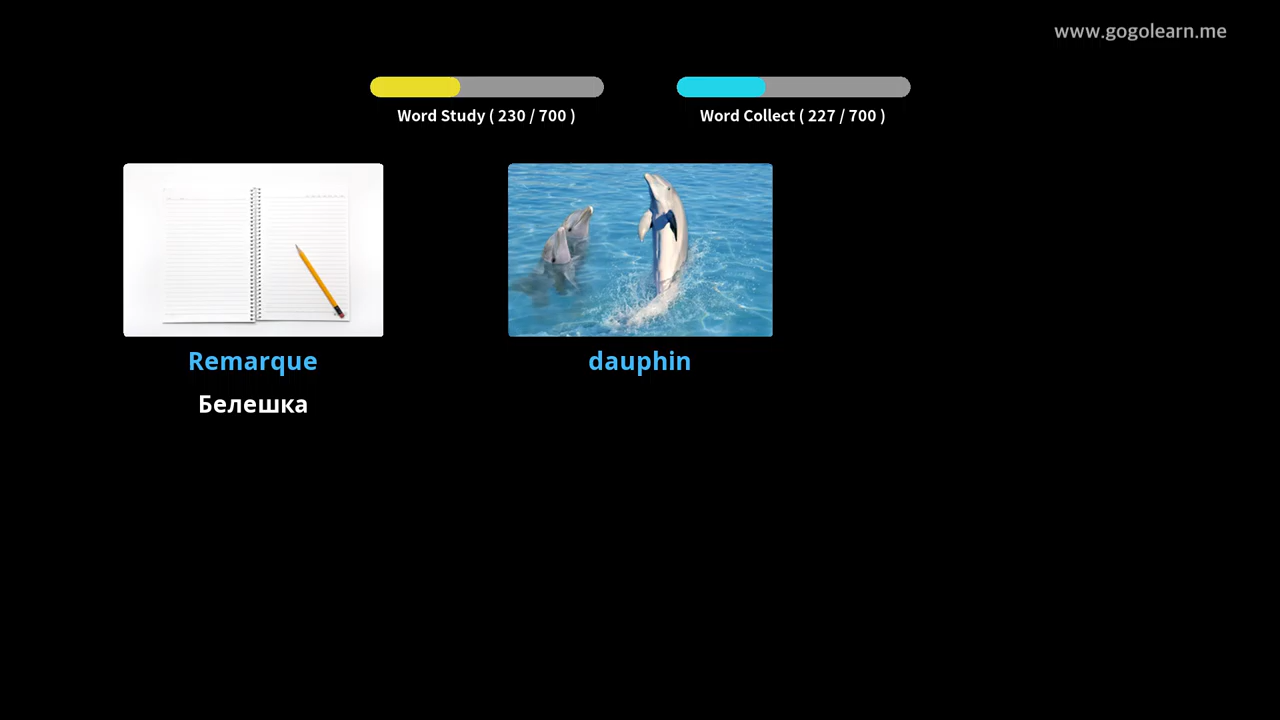 www.gogolearn.me
Word Study ( 230 / 700 )
Word Collect ( 227 / 700 )
Remarque
dauphin
Белешка